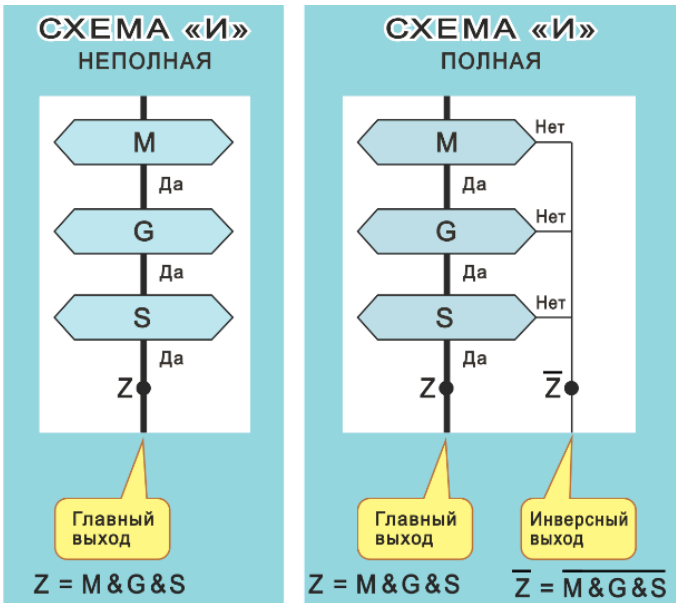 СХЕМА «И»
НЕПОЛНАЯ
M
Да
G
Да
S
Да
Z
Главный
выход
Z = M & G & S
СХЕМА «И»
ПОЛНАЯ
M
Нет
Да
G
Нет
Да
S
Нет
Да
Z
Z̅
Главный
выход
Инверсный
выход
Z = M & G & S
Z̅ = M̅ ̅&̅ ̅G̅ ̅&̅ ̅S̅